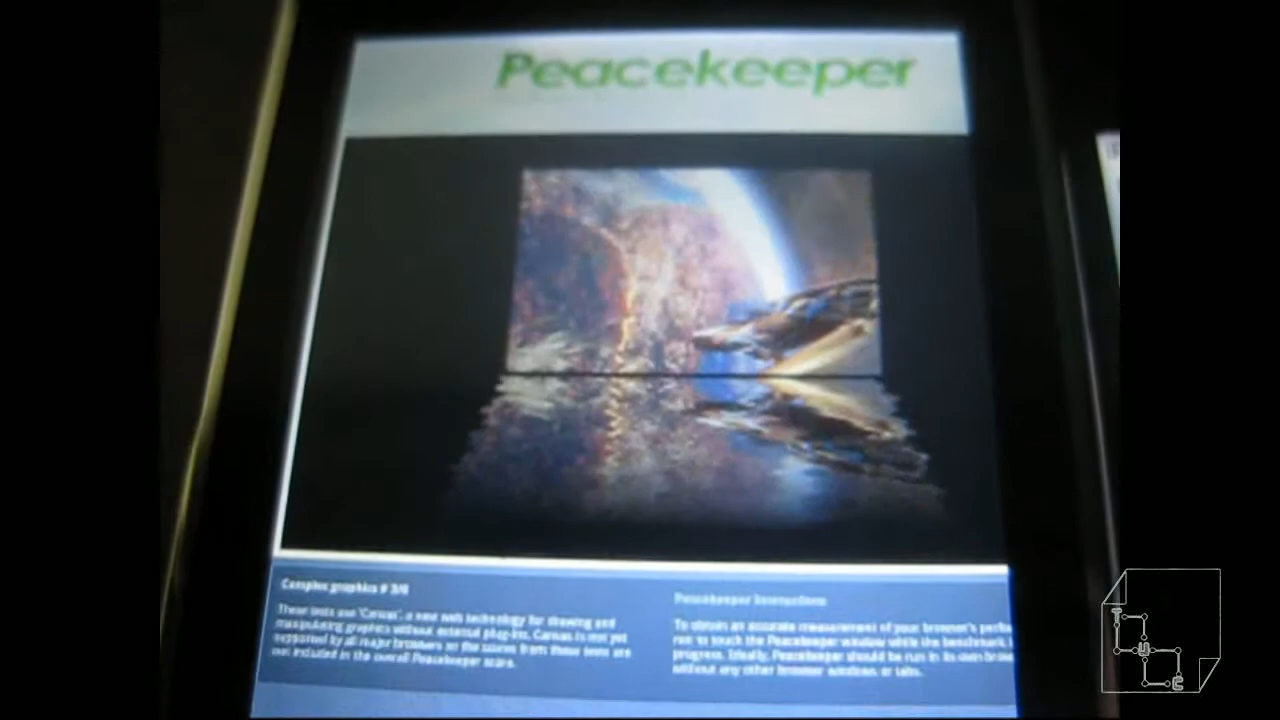 Peacekeeper
Complex graphics # 3/6
These tests use 'Canvas', a new web technology for drawing and
manipulating graphics without external plug-ins. Canvas is not yet
supported by all major browsers so the scores from these tests are
not included in the overall Peacekeeper score.
Peacekeeper Instructions
To obtain an accurate measurement of your browser's
not to touch the Peacekeeper window while the benchmark
progress. Ideally, Peacekeeper should be run in its own
without any other browser windows or tabs.
T
U
C